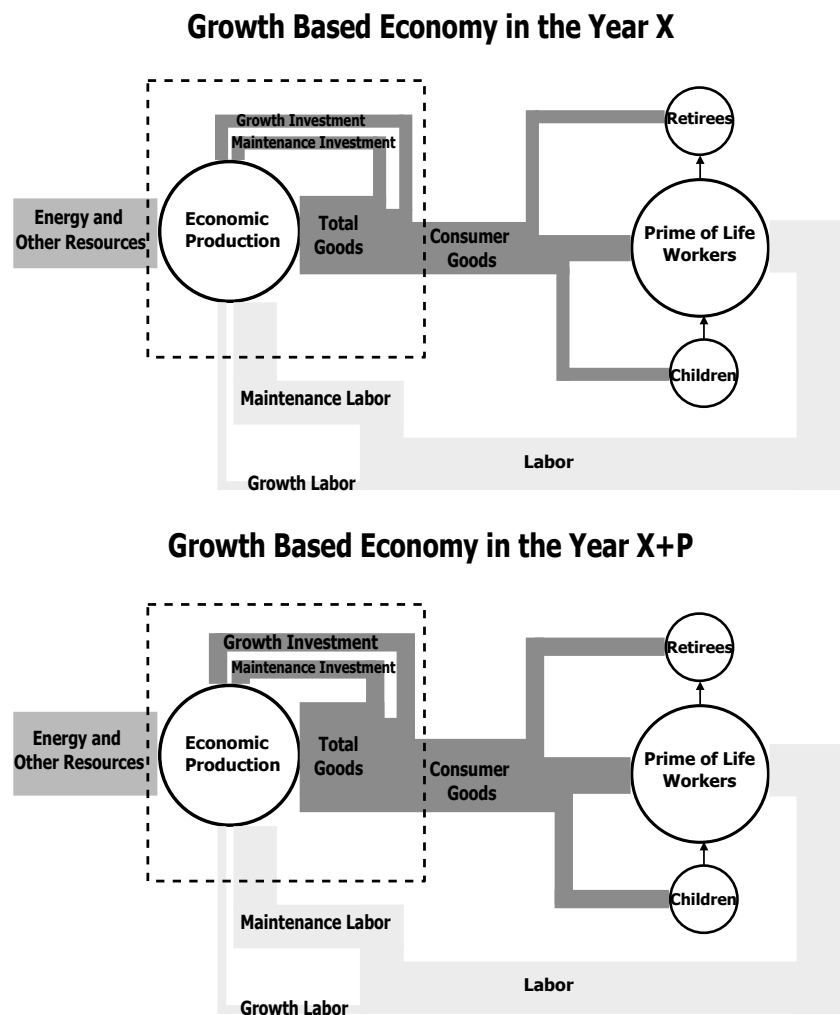 Growth Based Economy in the Year X
Growth Investment
Maintenance Investment
Retirees
Energy and
Other Resources
Economic
Production
Total
Goods
Consumer
Goods
Prime of Life
Workers
Children
Maintenance Labor
Labor
Growth Labor
Growth Based Economy in the Year X+P
Growth Investment
Maintenance Investment
Retirees
Energy and
Other Resources
Economic
Production
Total
Goods
Consumer
Goods
Prime of Life
Workers
Children
Maintenance Labor
Labor
Growth Labor